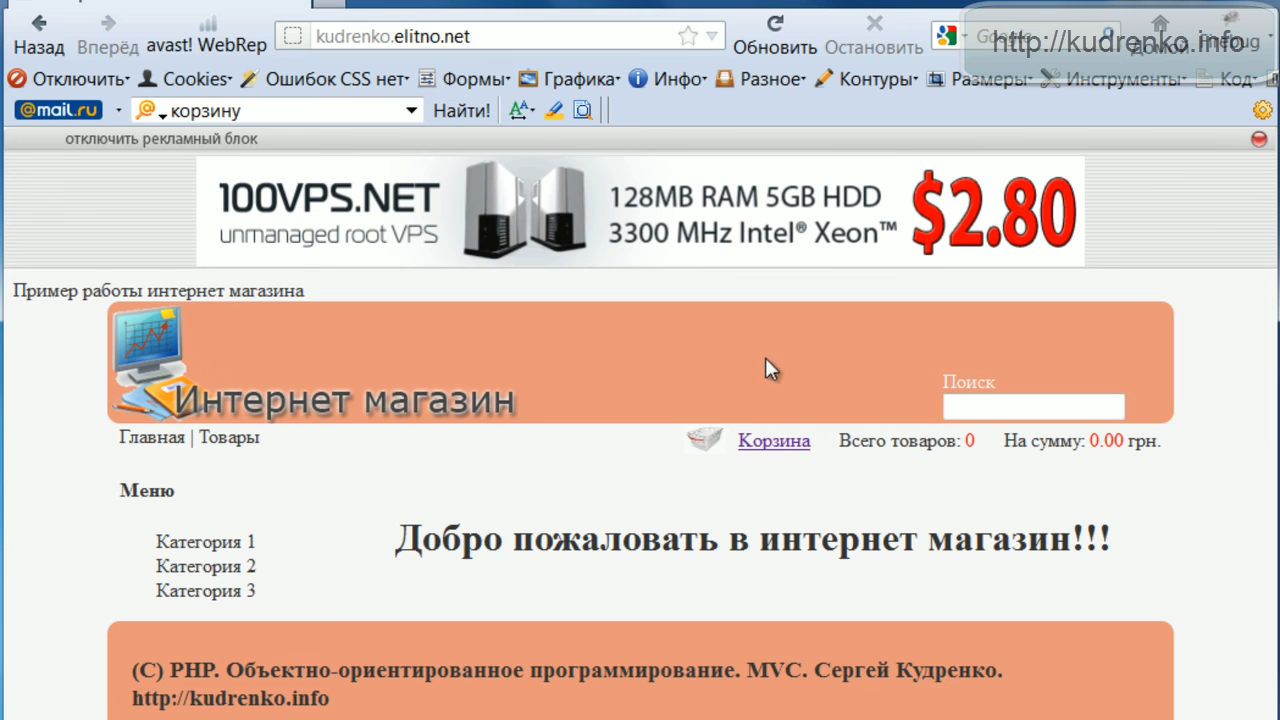 Назад Вперёд avast! WebRep kudrenko.elitno.net Обновить Остановить
http://kudrenko.info
Отключить Cookies Ошибок CSS нет Формы Графика Инфо Разное Контуры Размеры Инструменты Код
@mail.ru корзину Найти!
отключить рекламный блок
100VPS.NET
unmanaged root VPS
128MB RAM 5GB HDD
3300 MHz Intel® Xeon™
$2.80
Пример работы интернет магазина
Интернет магазин
Поиск
Главная | Товары
Корзина Всего товаров: 0 На сумму: 0.00 грн.
Меню
Категория 1
Категория 2
Категория 3
Добро пожаловать в интернет магазин!!!
(C) PHP. Объектно-ориентированное программирование. MVC. Сергей Кудренко.
http://kudrenko.info